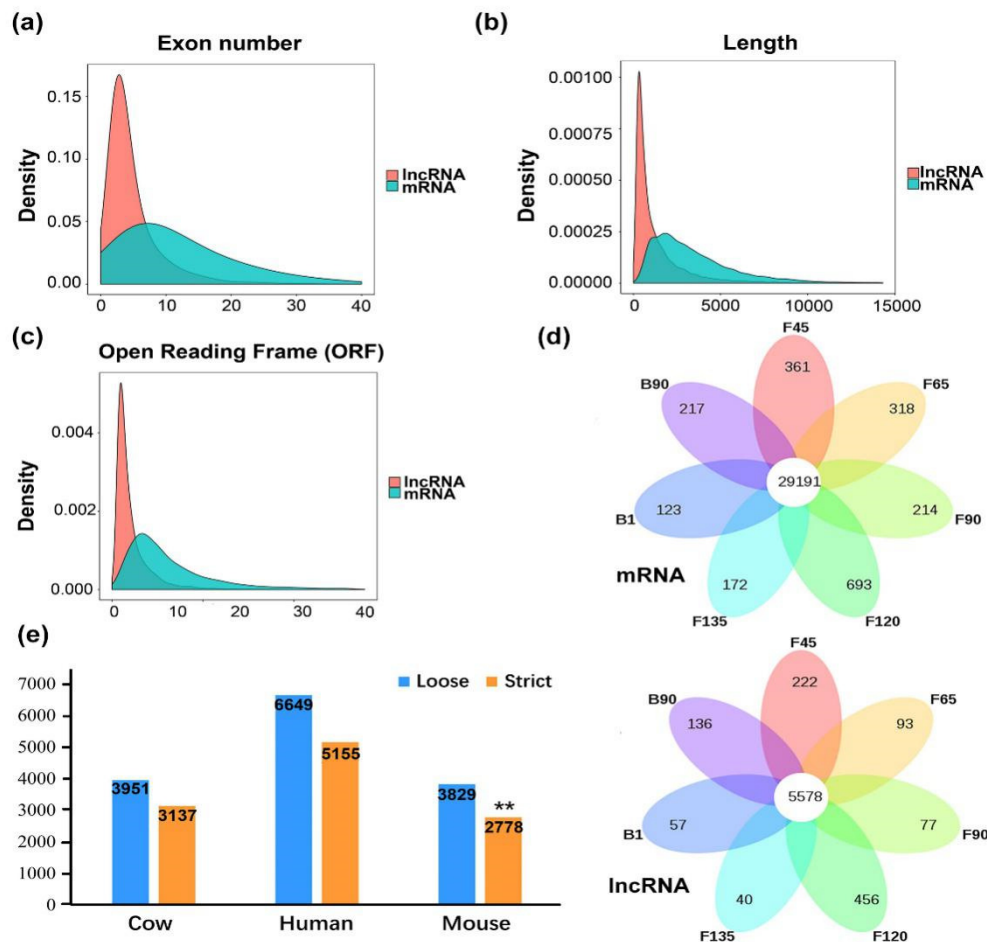 (a)
Exon number
Density
0.15
0.10
0.05
0.00
0 10 20 30 40
lncRNA
mRNA
(b)
Length
Density
0.00100
0.00075
0.00050
0.00025
0.00000
0 5000 10000 15000
lncRNA
mRNA
(c)
Open Reading Frame (ORF)
Density
0.004
0.002
0.000
0 10 20 30 40
lncRNA
mRNA
(d)
F45
361
B90
217
F65
318
29191
B1
123
214
F90
mRNA
172
693
F135
F120
F45
222
B90
136
F65
93
5578
B1
57
77
F90
lncRNA
40
456
F135
F120
(e)
Loose Strict
7000
6000
5000
4000
3000
2000
1000
0
3951
3137
6649
5155
3829
**
2778
Cow Human Mouse